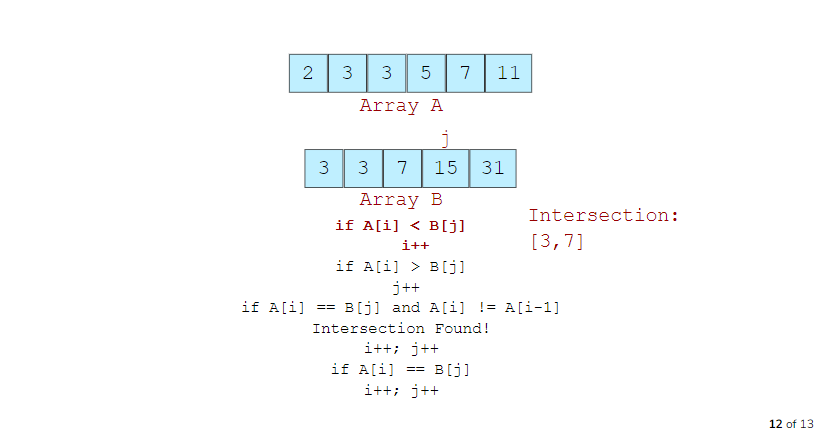 2 3 3 5 7 11
Array A
j
3 3 7 15 31
Array B
if A[i] < B[j]
i++
if A[i] > B[j]
j++
if A[i] == B[j] and A[i] != A[i-1]
Intersection Found!
i++; j++
if A[i] == B[j]
i++; j++
Intersection:
[3,7]
12 of 13